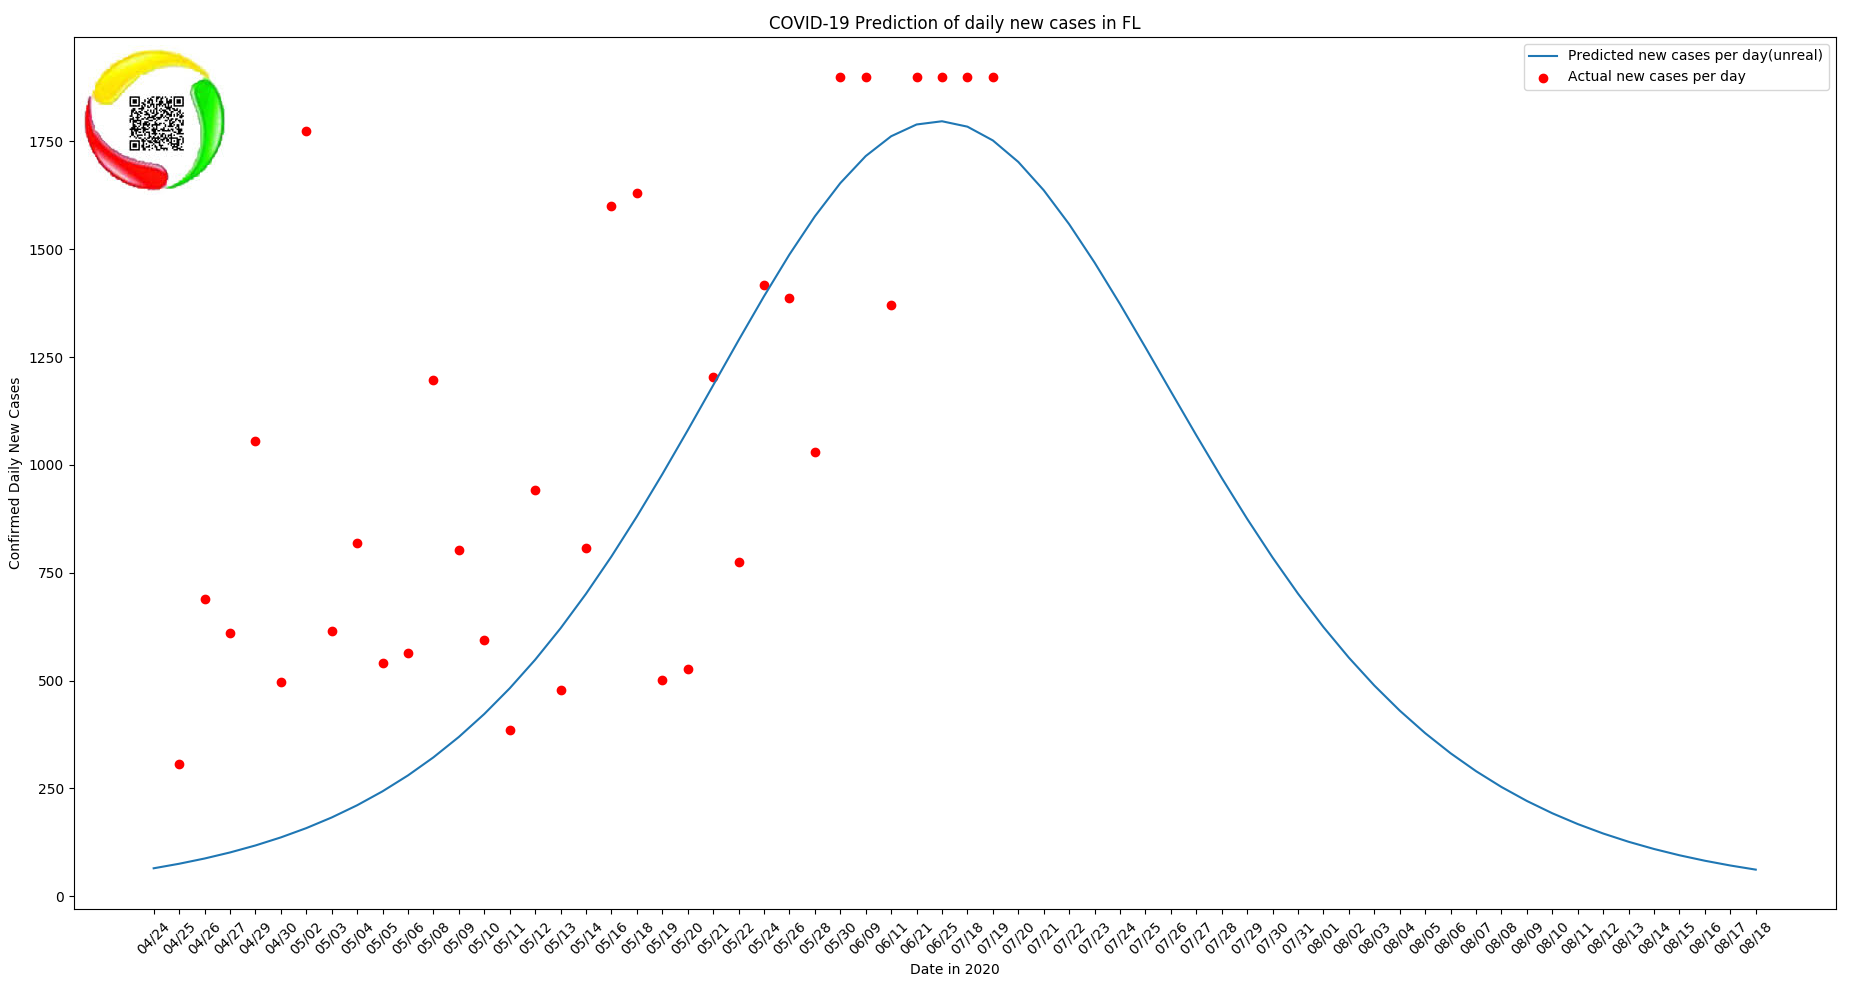 COVID-19 Prediction of daily new cases in FL
Predicted new cases per day(unreal)
Actual new cases per day
Confirmed Daily New Cases
1750
1500
1250
1000
750
500
250
0
04/24 04/25 04/26 04/27 04/29 04/30 05/02 05/03 05/04 05/05 05/06 05/08 05/09 05/10 05/11 05/12 05/13 05/14 05/16 05/18 05/19 05/20 05/21 05/22 05/24 05/26 05/28 05/30 06/09 06/11 06/21 06/25 07/18 07/19 07/20 07/21 07/22 07/23 07/24 07/25 07/26 07/27 07/28 07/29 07/30 07/31 08/01 08/02 08/03 08/04 08/05 08/06 08/07 08/08 08/09 08/10 08/11 08/12 08/13 08/14 08/15 08/16 08/17 08/18
Date in 2020